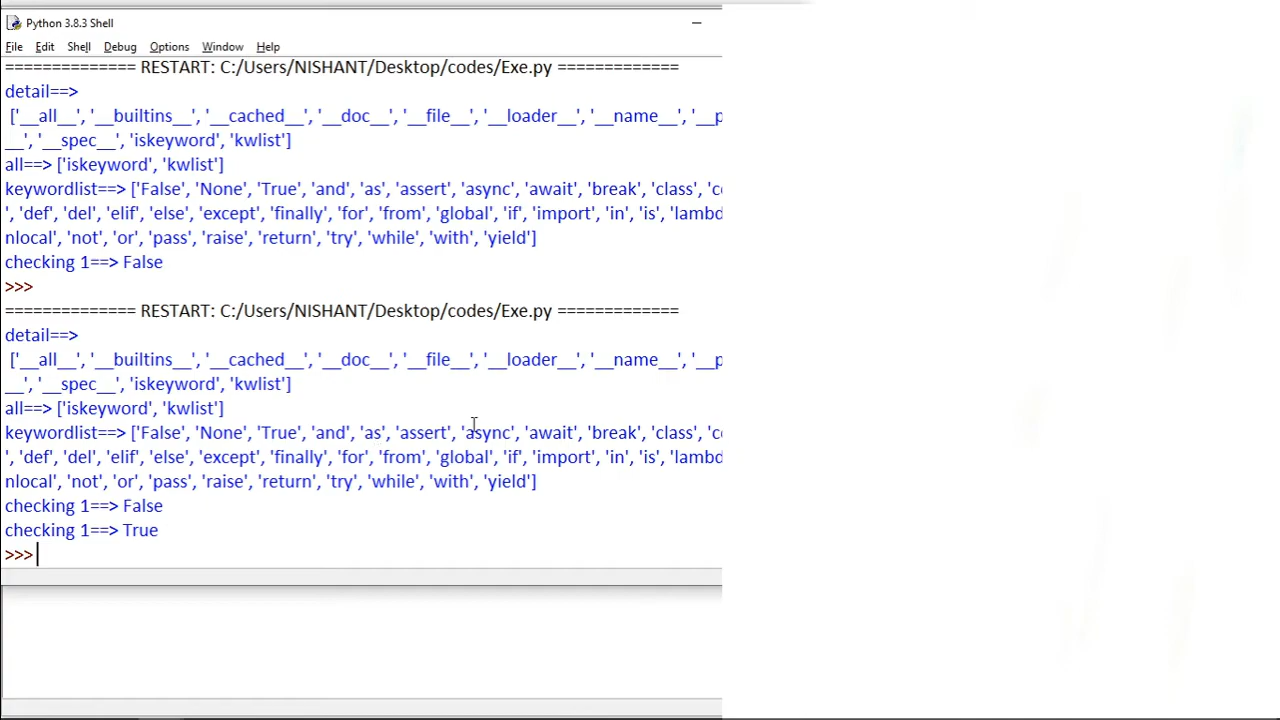 Python 3.8.3 Shell
File Edit Shell Debug Options Window Help
============== RESTART: C:/Users/NISHANT/Desktop/codes/Exe.py =============
detail==>
['__all__', '__builtins__', '__cached__', '__doc__', '__file__', '__loader__', '__name__', '__p
__', '__spec__', 'iskeyword', 'kwlist']
all==> ['iskeyword', 'kwlist']
keywordlist==> ['False', 'None', 'True', 'and', 'as', 'assert', 'async', 'await', 'break', 'class', 'c
', 'def', 'del', 'elif', 'else', 'except', 'finally', 'for', 'from', 'global', 'if', 'import', 'in', 'is', 'lambd
nlocal', 'not', 'or', 'pass', 'raise', 'return', 'try', 'while', 'with', 'yield']
checking 1==> False
>>>
============== RESTART: C:/Users/NISHANT/Desktop/codes/Exe.py =============
detail==>
['__all__', '__builtins__', '__cached__', '__doc__', '__file__', '__loader__', '__name__', '__p
__', '__spec__', 'iskeyword', 'kwlist']
all==> ['iskeyword', 'kwlist']
keywordlist==> ['False', 'None', 'True', 'and', 'as', 'assert', 'async', 'await', 'break', 'class', 'c
', 'def', 'del', 'elif', 'else', 'except', 'finally', 'for', 'from', 'global', 'if', 'import', 'in', 'is', 'lambd
nlocal', 'not', 'or', 'pass', 'raise', 'return', 'try', 'while', 'with', 'yield']
checking 1==> False
checking 1==> True
>>>